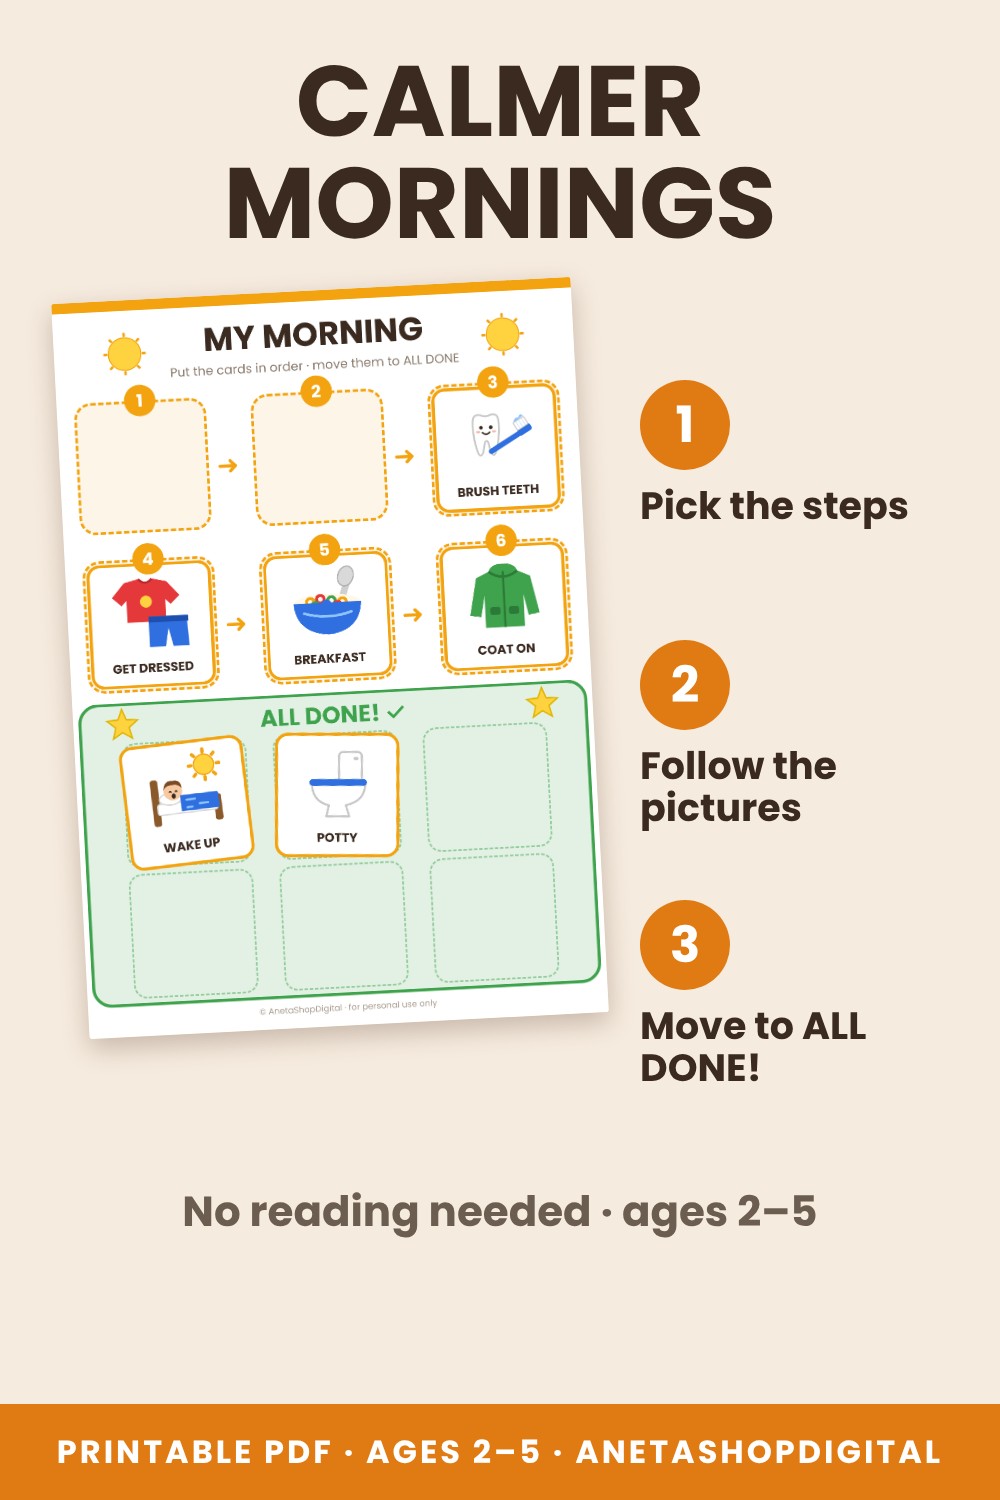 CALMER
MORNINGS
MY MORNING
Put the cards in order · move them to ALL DONE
1
2
3
BRUSH TEETH
4
5
6
GET DRESSED
BREAKFAST
COAT ON
ALL DONE! ✓
WAKE UP
POTTY
© AnetaShopDigital · for personal use only
1
Pick the steps
2
Follow the
pictures
3
Move to ALL
DONE!
No reading needed · ages 2–5
PRINTABLE PDF · AGES 2–5 · ANETASHOPDIGITAL